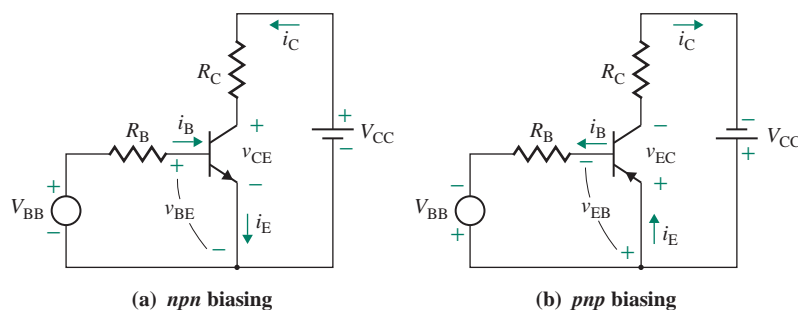 i_C
R_C
+
R_B
i_B
+
v_CE
+
−
V_CC
+
V_BB
−
v_BE
−
−
i_E
(a) npn biasing
i_C
R_C
−
R_B
i_B
−
v_EC
−
+
V_CC
−
V_BB
+
v_EB
+
+
i_E
(b) pnp biasing